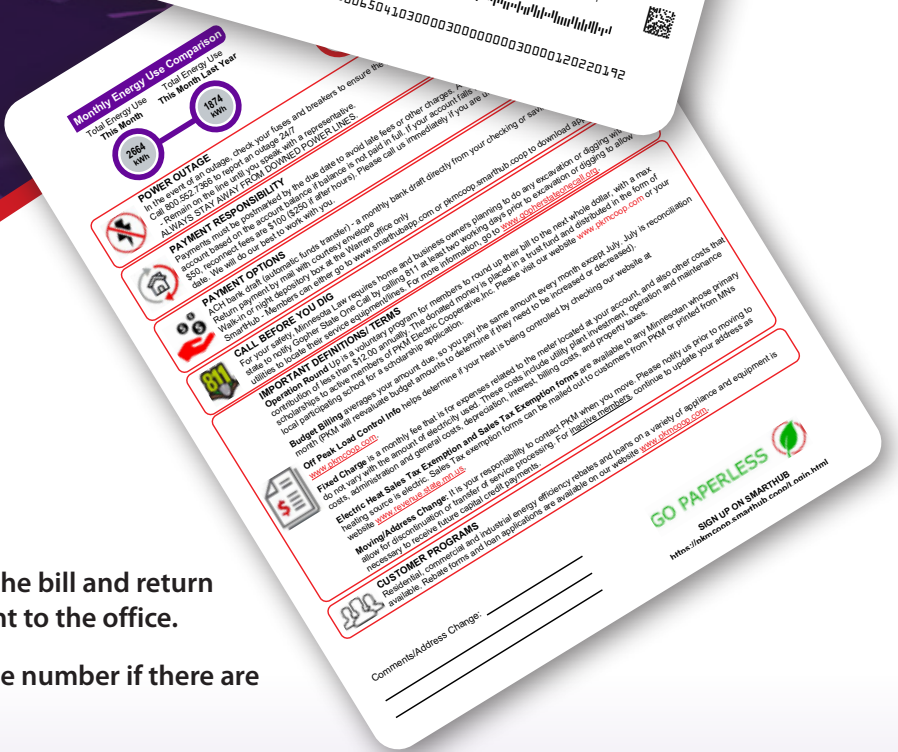 0065041030000300000000300001202201​92
Monthly Energy Use Comparison
Total Energy Use
This Month
Total Energy Use
This Month Last Year
2664
kWh
1874
kWh
POWER OUTAGE
In the event of an outage, check your fuses and breakers to ensure the
Call 800.552.7366 to report an outage 24/7
Remain on the line until you speak with a representative.
ALWAYS STAY AWAY FROM DOWNED POWER LINES.
PAYMENT RESPONSIBILITY
Payments must be postmarked by the due date to avoid late fees or other charges. A
account based on the account balance if balance is not paid in full. If your account falls
$50, reconnect fees are $100 ($250 if after hours). Please call us immediately if you are u
date. We will do our best to work with you.
PAYMENT OPTIONS
ACH bank draft (automatic funds transfer) - a monthly bank draft directly from your checking or sav
Return payment by mail with courtesy envelope
Walk-in or night depository box at the Warren office only
SmartHub - Members can either go to www.smarthubapp.com or pkmcoop.smarthub.coop to download app
CALL BEFORE YOU DIG
For your safety, Minnesota Law requires home and business owners planning to do any excavation or digging wi
state to notify Gopher State One Call by calling 811 at least two working days prior to excavation or digging to allow
utilities to locate their service equipment/lines. For more information, go to www.gopherstateonecall.org.
811
IMPORTANT DEFINITIONS/ TERMS
Operation Round Up is a voluntary program for members to round up their bill to the next whole dollar, with a max
contribution of less than $12.00 annually. The donated money is placed in a trust fund and distributed in the form of
scholarships to active members of PKM Electric Cooperative Inc. Please visit our website www.pkmcoop.com or your
local participating school for a scholarship application.
Budget Billing averages your amount due, so you pay the same amount every month except July. July is reconciliation
month (PKM will reevaluate budget amounts to determine if they need to be increased or decreased).
Off Peak Load Control Info helps determine if your heat is being controlled by checking our website at
www.pkmcoop.com.
Fixed Charge is a monthly fee that is for expenses related to the meter located at your account, and also other costs that
do not vary with the amount of electricity used. These costs include utility plant investment, operation and maintenance
costs, administration and general costs, depreciation, interest, billing costs, and property taxes.
Electric Heat Sales Tax Exemption and Sales Tax Exemption forms are available to any Minnesotan whose primary
heating source is electric. Sales Tax exemption forms can be mailed out to customers from PKM or printed from MNs
website www.revenue.state.mn.us.
Moving/Address Change: It is your responsibility to contact PKM when you move. Please notify us prior to moving to
allow for discontinuation or transfer of service processing. For inactive members, continue to update your address as
necessary to receive future capital credit payments.
CUSTOMER PROGRAMS
Residential, commercial and industrial energy efficiency rebates and loans on a variety of appliance and equipment is
available. Rebate forms and loan applications are available on our website www.pkmcoop.com.
GO PAPERLESS
SIGN UP ON SMARTHUB
https://pkmcoop.smarthub.coop/Login.html
Comments/Address Change:
he bill and return
t to the office.
e number if there are